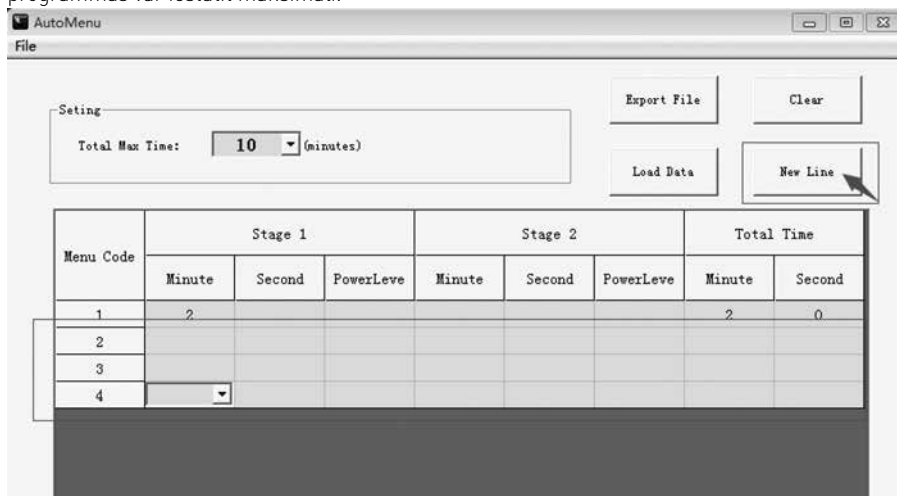 AutoMenu
File
Seting
Total Max Time: 10 (minutes)
Export File
Clear
Load Data
New Line
Menu Code
Stage 1
Stage 2
Total Time
Minute Second PowerLeve Minute Second PowerLeve Minute Second
1 2 2 0
2
3
4